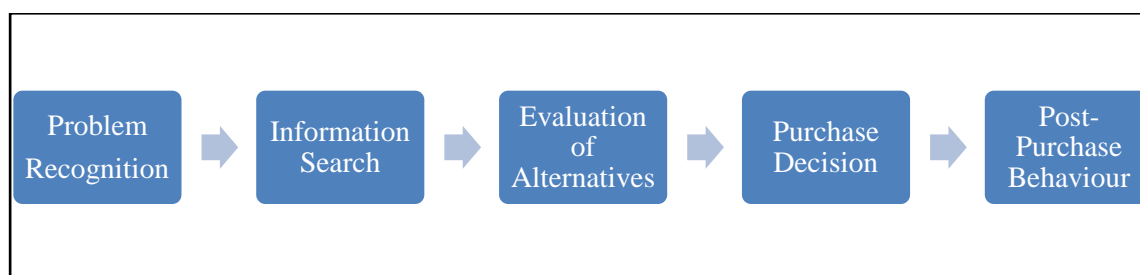 Problem
Recognition
Information
Search
Evaluation
of
Alternatives
Purchase
Decision
Post-
Purchase
Behaviour